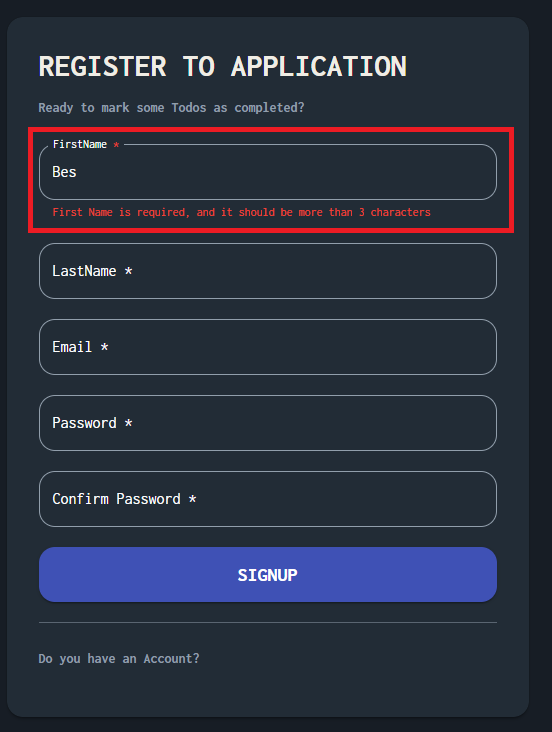 REGISTER TO APPLICATION
Ready to mark some Todos as completed?
FirstName *
Bes
First Name is required, and it should be more than 3 characters
LastName *
Email *
Password *
Confirm Password *
SIGNUP
Do you have an Account?